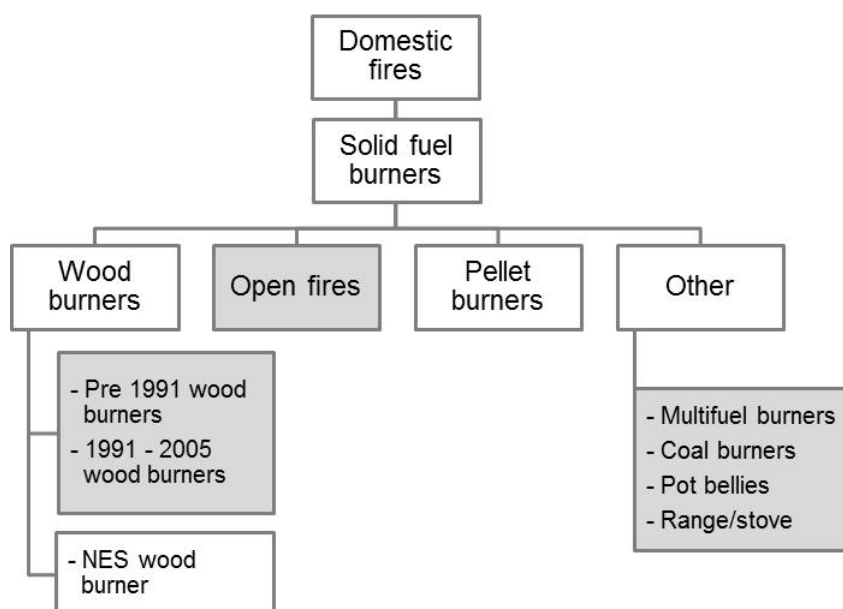 Domestic
fires
Solid fuel
burners
Wood
burners
Open fires
Pellet
burners
Other
- Pre 1991 wood
burners
- 1991 - 2005
wood burners
- NES wood
burner
- Multifuel burners
- Coal burners
- Pot bellies
- Range/stove